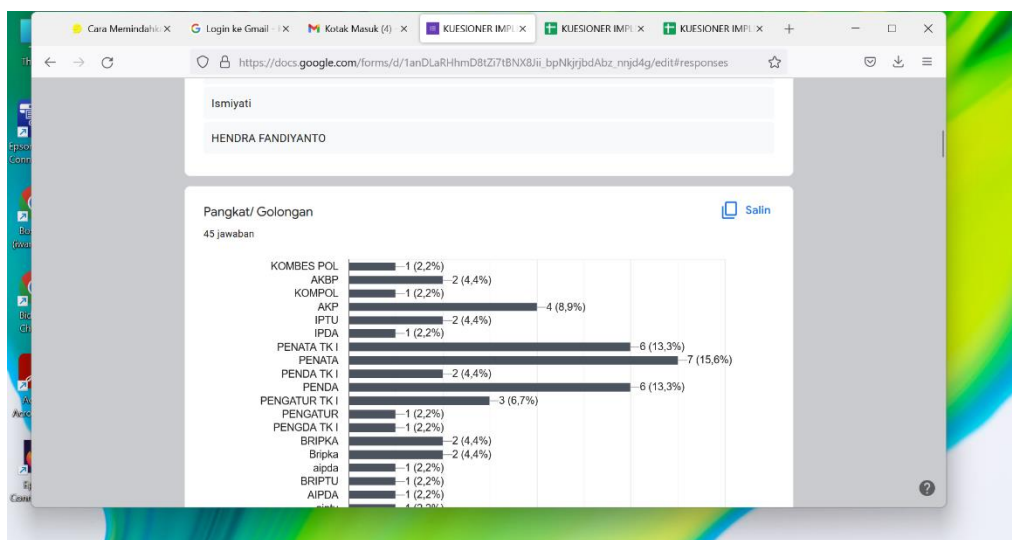 Cara Memindahk
Login ke Gmail -
Kotak Masuk (4)
KUESIONER IMPL
KUESIONER IMPL
KUESIONER IMPL
https://docs.google.com/forms/d/1anDLaRHhmD8tZi7tBNX8Jii_bpNkjrjbdAbz_nnjd4g/edit#responses
Ismiyati
HENDRA FANDIYANTO
Pangkat/ Golongan
Salin
45 jawaban
KOMBES POL 1 (2,2%)
AKBP 2 (4,4%)
KOMPOL 1 (2,2%)
AKP 4 (8,9%)
IPTU 2 (4,4%)
IPDA 1 (2,2%)
PENATA TK I 6 (13,3%)
PENATA 7 (15,6%)
PENDA TK I 2 (4,4%)
PENDA 6 (13,3%)
PENGATUR TK I 3 (6,7%)
PENGATUR 1 (2,2%)
PENGDA TK I 1 (2,2%)
BRIPKA 2 (4,4%)
Bripka 2 (4,4%)
aipda 1 (2,2%)
BRIPTU 1 (2,2%)
AIPDA 1 (2,2%)